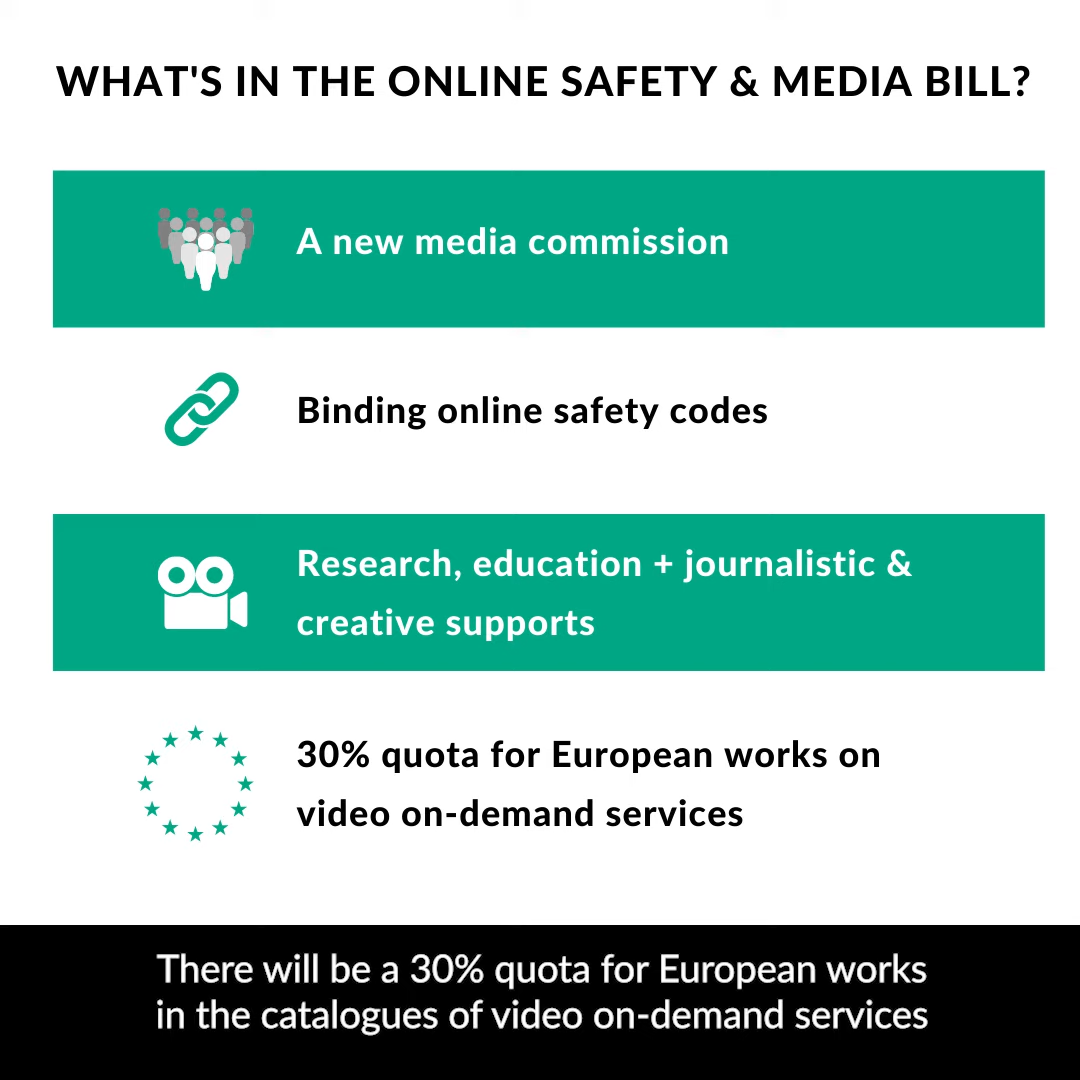 WHAT'S IN THE ONLINE SAFETY & MEDIA BILL?
A new media commission
Binding online safety codes
Research, education + journalistic &
creative supports
30% quota for European works on
video on-demand services
There will be a 30% quota for European works
in the catalogues of video on-demand services